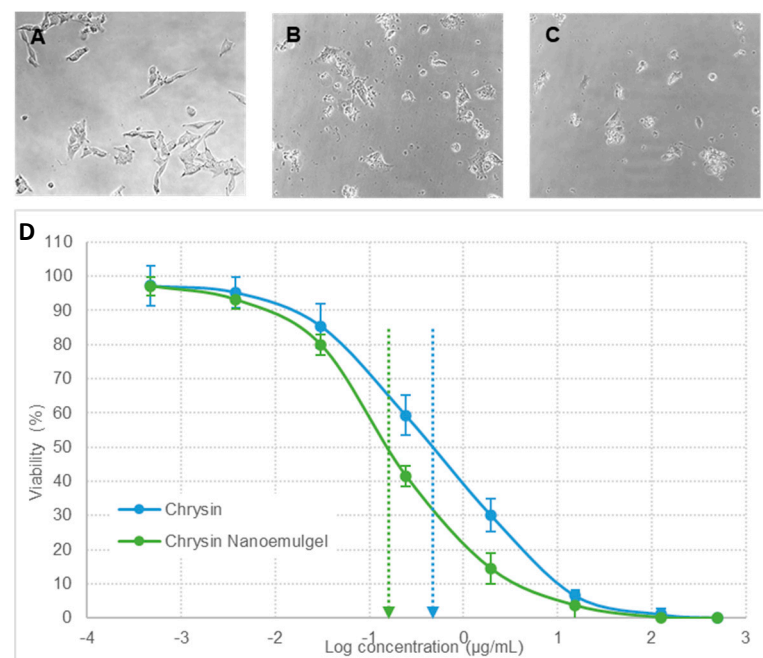 A
B
C
D
110
100
90
80
70
60
50
40
30
20
10
0
Viability (%)
Chrysin
Chrysin Nanoemulgel
-4 -3 -2 -1 0 1 2 3
Log concentration (µg/mL)